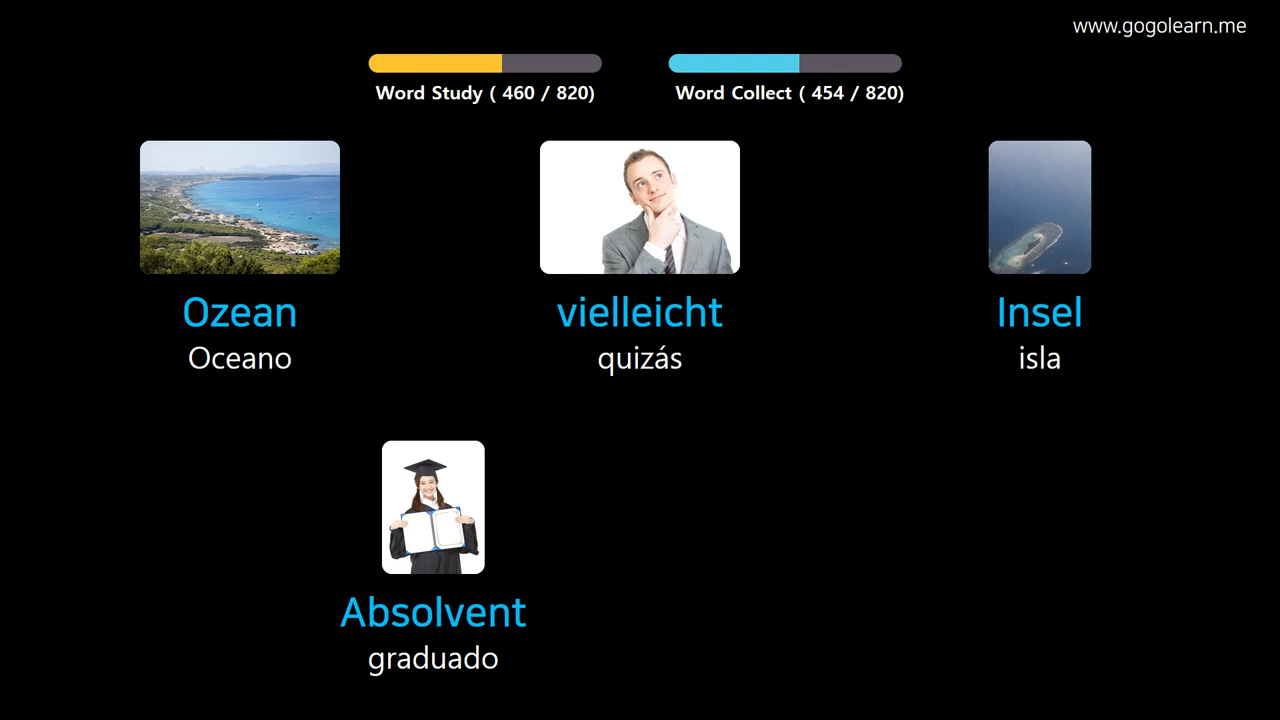 www.gogolearn.me
Word Study ( 460 / 820)
Word Collect ( 454 / 820)
Ozean
Oceano
vielleicht
quizás
Insel
isla
Absolvent
graduado